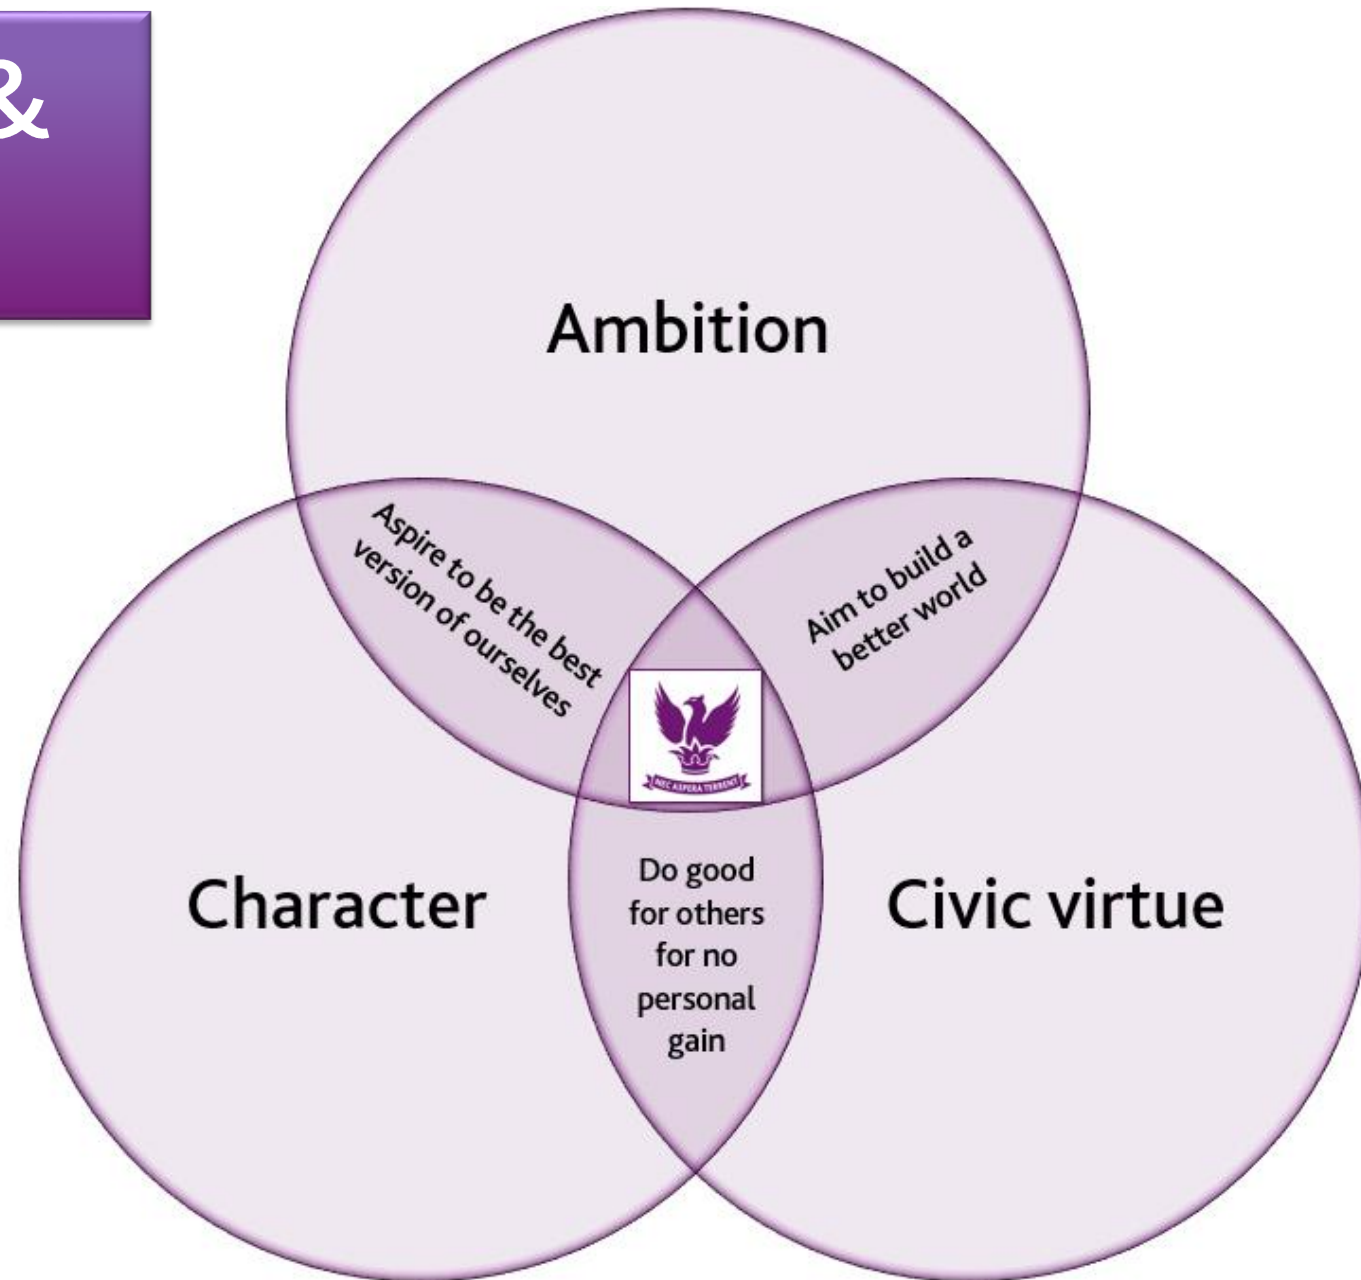 &
Ambition
Aspire to be the best
version of ourselves
Aim to build a
better world
NEC ASPERA TERRENT
Character
Do good
for others
for no
personal
gain
Civic virtue